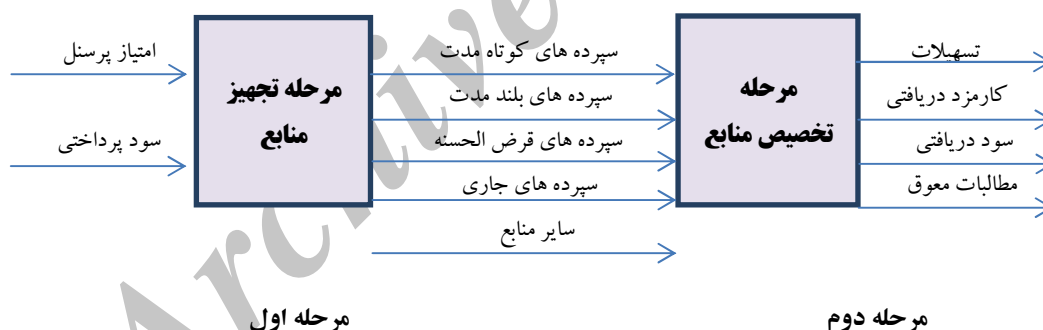 امتیاز پرسنل
سود پرداختی
مرحله تجهیز
منابع
سپرده های کوتاه مدت
سپرده های بلند مدت
سپرده های قرض الحسنه
سپرده های جاری
سایر منابع
مرحله
تخصیص منابع
تسهیلات
کارمزد دریافتی
سود دریافتی
مطالبات معوق
مرحله اول
مرحله دوم
Archive